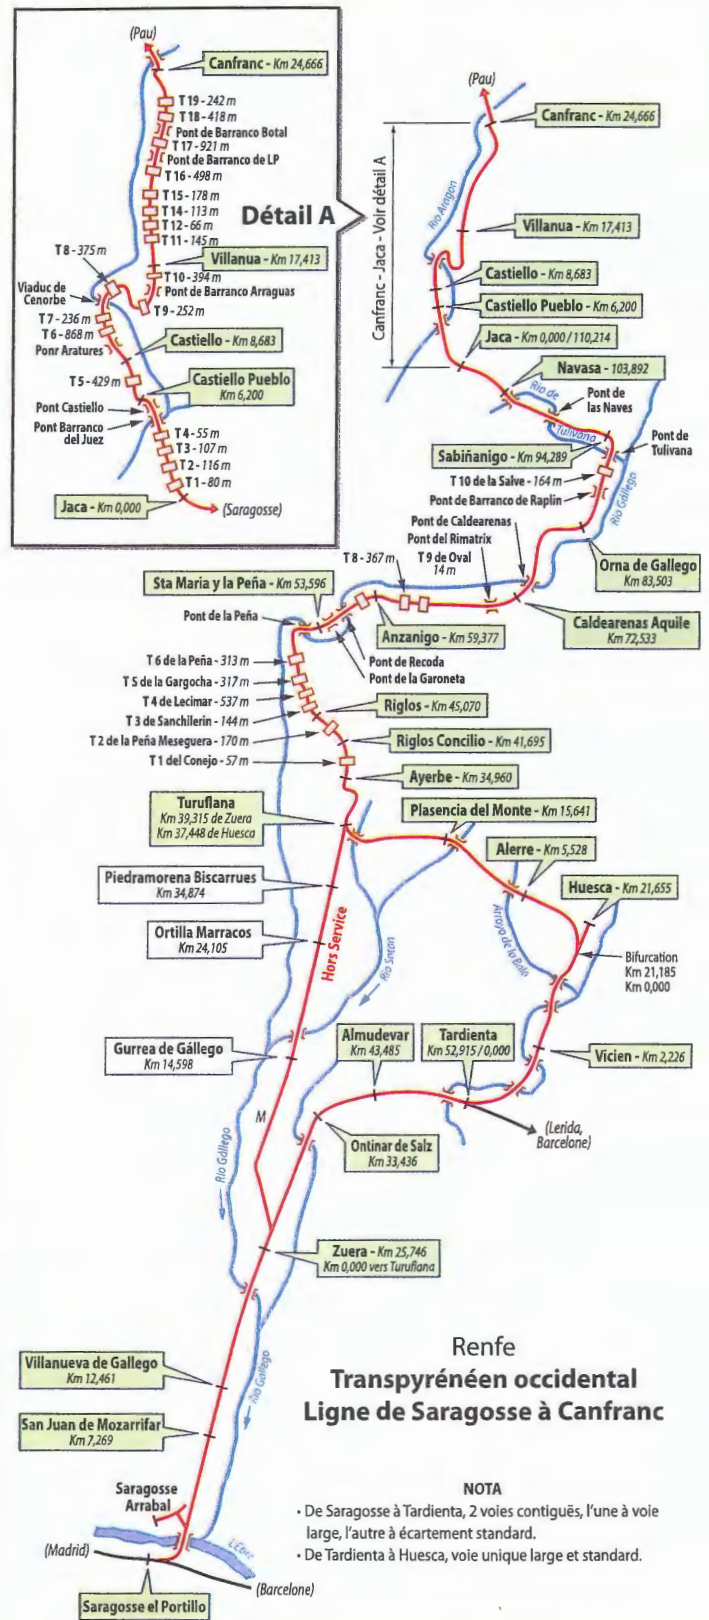 (Pau)
Canfranc - Km 24,666
T 19 - 242 m
T 18 - 418 m
Pont de Barranco Botal
T 17 - 921 m
Pont de Barranco de LP
T 16 - 498 m
T 15 - 178 m
T 14 - 113 m
T 12 - 66 m
T 11 - 145 m
Détail A
T 8 - 375 m
Villanua - Km 17,413
T 10 - 394 m
Pont de Barranco Arraguas
Viaduc de
Cenorbe
T 9 - 252 m
T 7 - 236 m
T 6 - 868 m
Ponr Aratures
Castiello - Km 8,683
T 5 - 429 m
Castiello Pueblo
Km 6,200
Pont Castiello
Pont Barranco
del Juez
T 4 - 55 m
T 3 - 107 m
T 2 - 116 m
T 1 - 80 m
Jaca - Km 0,000
(Saragosse)
(Pau)
Canfranc - Km 24,666
Canfranc - Jaca - Voir détail A
Rio Aragon
Villanua - Km 17,413
Castiello - Km 8,683
Castiello Pueblo - Km 6,200
Jaca - Km 0,000 / 110,214
Navasa - 103,892
Rio de
Tulivana
Pont de
las Naves
Pont de
Tulivana
Sabiñanigo - Km 94,289
T 10 de la Salve - 164 m
Pont de Barranco de Raplin
Rio Gállego
Pont de Caldearenas
Pont del Rimatrix
T 8 - 367 m
T 9 de Oval
14 m
Orna de Gallego
Km 83,503
Sta Maria y la Peña - Km 53,596
Caldearenas Aquile
Km 72,533
Pont de la Peña
Anzanigo - Km 59,377
Pont de Recoda
Pont de la Garoneta
T 6 de la Peña - 313 m
T S de la Gargocha - 317 m
T 4 de Lecimar - 537 m
T 3 de Sanchilerin - 144 m
T 2 de la Peña Meseguera - 170 m
T 1 del Conejo - 57 m
Riglos - Km 45,070
Riglos Concilio - Km 41,695
Ayerbe - Km 34,960
Turuflana
Km 39,315 de Zuera
Km 37,448 de Huesca
Plasencia del Monte - Km 15,641
Alerre - Km 5,528
Huesca - Km 21,655
Piedramorena Biscarrues
Km 34,874
Ortilla Marracos
Km 24,105
Hors Service
Rio Sotan
Arroyo de la Bala
Bifurcation
Km 21,185
Km 0,000
Gurrea de Gállego
Km 14,598
Almudevar
Km 43,485
Tardienta
Km 52,915 / 0,000
Vicien - Km 2,226
M
(Lerida,
Barcelone)
Ontinar de Salz
Km 33,436
Rio Gállego
Zuera - Km 25,746
Km 0,000 vers Turuflana
Rio Gallego
Villanueva de Gallego
Km 12,461
San Juan de Mozarrifar
Km 7,269
Renfe
Transpyrénéen occidental
Ligne de Saragosse à Canfranc
Saragosse
Arrabal
L'Ebre
(Madrid)
(Barcelone)
Saragosse el Portillo
NOTA
• De Saragosse à Tardienta, 2 voies contiguës, l'une à voie
large, l'autre à écartement standard.
• De Tardienta à Huesca, voie unique large et standard.